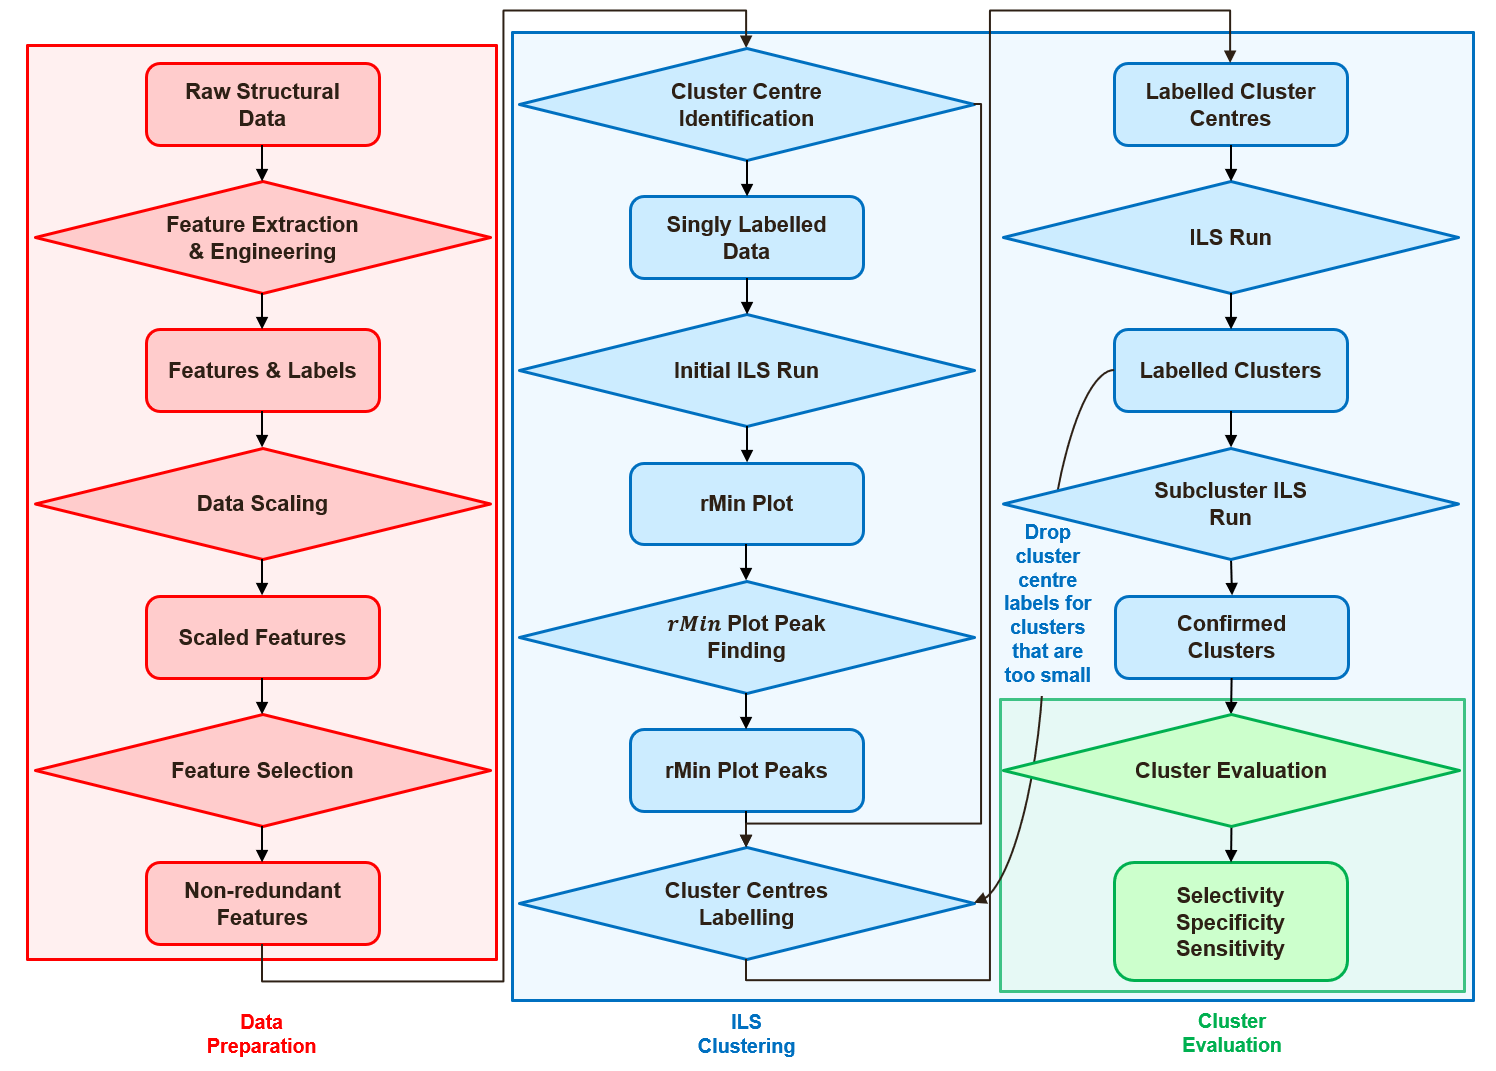 Raw Structural
Data
Feature Extraction
& Engineering
Features & Labels
Data Scaling
Scaled Features
Feature Selection
Non-redundant
Features
Data
Preparation
Cluster Centre
Identification
Singly Labelled
Data
Initial ILS Run
rMin Plot
rMin Plot Peak
Finding
rMin Plot Peaks
Cluster Centres
Labelling
ILS
Clustering
Labelled Cluster
Centres
ILS Run
Labelled Clusters
Subcluster ILS
Run
Drop
cluster
centre
labels for
clusters
that are
too small
Confirmed
Clusters
Cluster Evaluation
Selectivity
Specificity
Sensitivity
Cluster
Evaluation